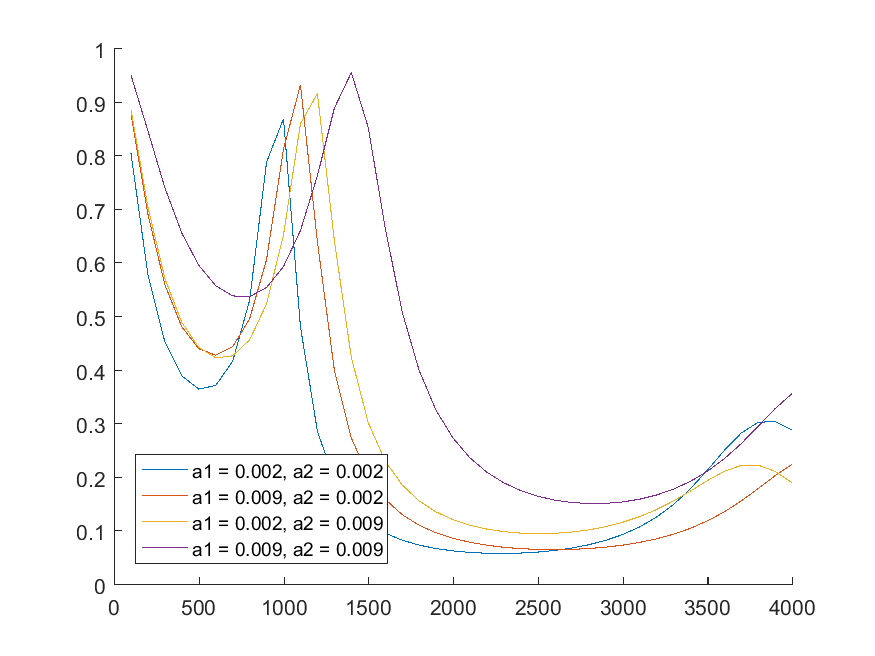 1
0.9
0.8
0.7
0.6
0.5
0.4
0.3
0.2
0.1
0
a1 = 0.002, a2 = 0.002
a1 = 0.009, a2 = 0.002
a1 = 0.002, a2 = 0.009
a1 = 0.009, a2 = 0.009
0 500 1000 1500 2000 2500 3000 3500 4000